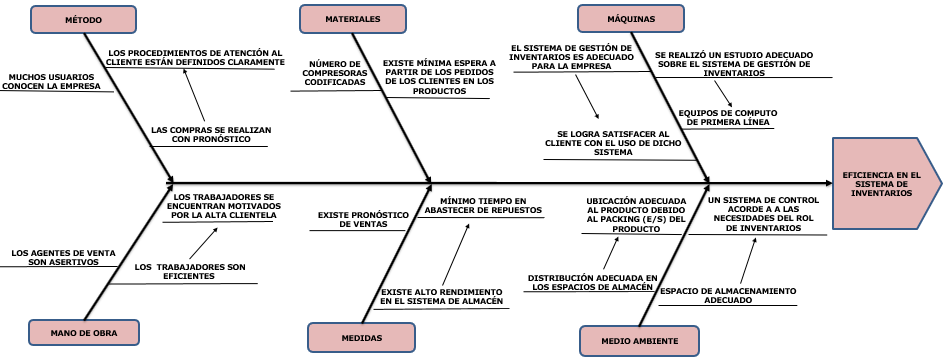 MÉTODO
MATERIALES
MÁQUINAS
LOS PROCEDIMIENTOS DE ATENCIÓN AL
CLIENTE ESTÁN DEFINIDOS CLARAMENTE
MUCHOS USUARIOS
CONOCEN LA EMPRESA
LAS COMPRAS SE REALIZAN
CON PRONÓSTICO
NÚMERO DE
COMPRESORAS
CODIFICADAS
EXISTE MÍNIMA ESPERA A
PARTIR DE LOS PEDIDOS
DE LOS CLIENTES EN LOS
PRODUCTOS
EL SISTEMA DE GESTIÓN DE
INVENTARIOS ES ADECUADO
PARA LA EMPRESA
SE REALIZÓ UN ESTUDIO ADECUADO
SOBRE EL SISTEMA DE GESTIÓN DE
INVENTARIOS
EQUIPOS DE COMPUTO
DE PRIMERA LÍNEA
SE LOGRA SATISFACER AL
CLIENTE CON EL USO DE DICHO
SISTEMA
EFICIENCIA EN EL
SISTEMA DE
INVENTARIOS
LOS TRABAJADORES SE
ENCUENTRAN MOTIVADOS
POR LA ALTA CLIENTELA
LOS AGENTES DE VENTA
SON ASERTIVOS
LOS TRABAJADORES SON
EFICIENTES
EXISTE PRONÓSTICO
DE VENTAS
MÍNIMO TIEMPO EN
ABASTECER DE REPUESTOS
EXISTE ALTO RENDIMIENTO
EN EL SISTEMA DE ALMACÉN
UBICACIÓN ADECUADA
AL PRODUCTO DEBIDO
AL PACKING (E/S) DEL
PRODUCTO
UN SISTEMA DE CONTROL
ACORDE A A LAS
NECESIDADES DEL ROL
DE INVENTARIOS
DISTRIBUCIÓN ADECUADA EN
LOS ESPACIOS DE ALMACÉN
ESPACIO DE ALMACENAMIENTO
ADECUADO
MANO DE OBRA
MEDIDAS
MEDIO AMBIENTE